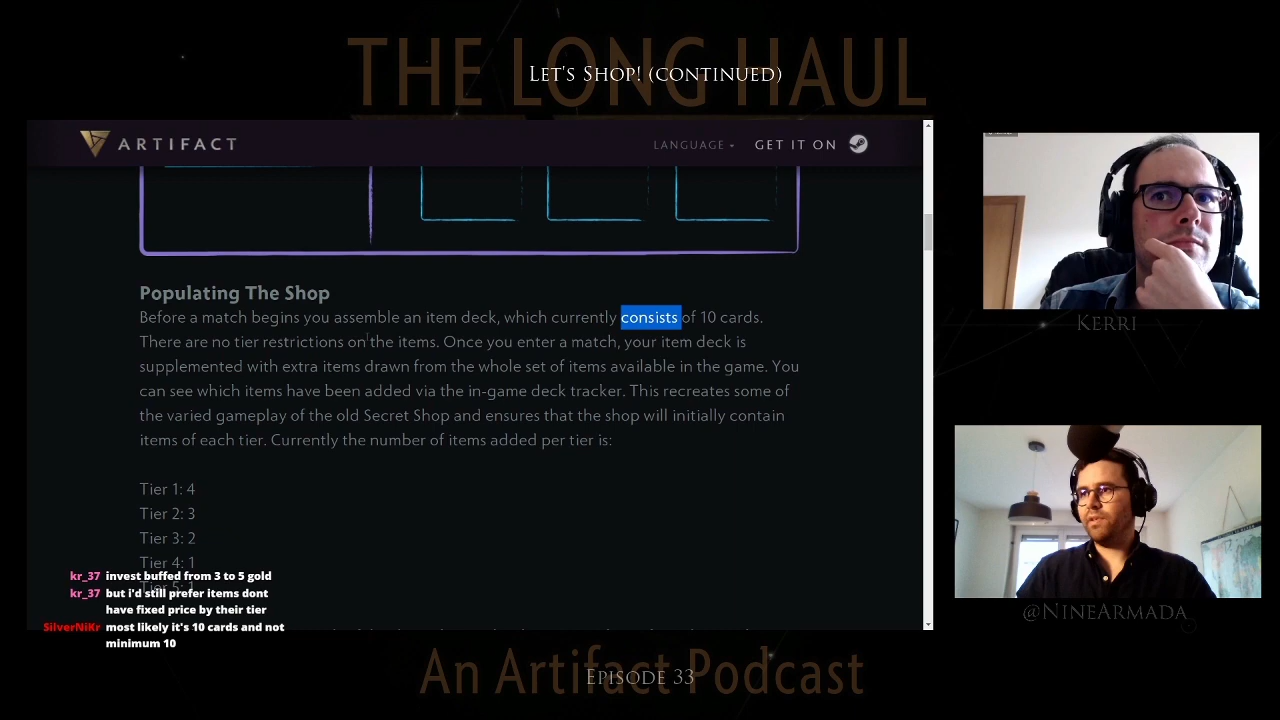 THE LONG HAUL
LET'S SHOP! (CONTINUED)
ARTIFACT
LANGUAGE
GET IT ON
Populating The Shop
Before a match begins you assemble an item deck, which currently consists of 10 cards.
There are no tier restrictions on the items. Once you enter a match, your item deck is
supplemented with extra items drawn from the whole set of items available in the game. You
can see which items have been added via the in-game deck tracker. This recreates some of
the varied gameplay of the old Secret Shop and ensures that the shop will initially contain
items of each tier. Currently the number of items added per tier is:
Tier 1: 4
Tier 2: 3
Tier 3: 2
Tier 4: 1
Tier 5: 1
kr_37 invest buffed from 3 to 5 gold
kr_37 but i'd still prefer items dont
have fixed price by their tier
SilverNiKr most likely it's 10 cards and not
minimum 10
KERRI
@NINEARMADA
An Artifact Podcast
EPISODE 33